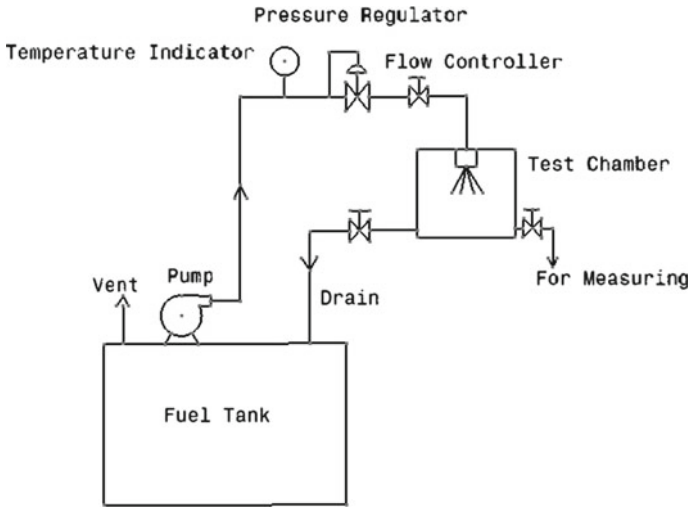 Pressure Regulator
Temperature Indicator
Flow Controller
Test Chamber
For Measuring
Pump
Vent
Drain
Fuel Tank